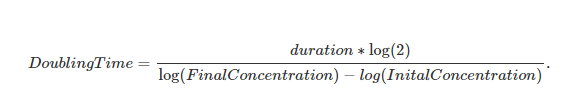 DoublingTime = duration ∗ log(2) / log(FinalConcentration) − log(InitalConcentration) .